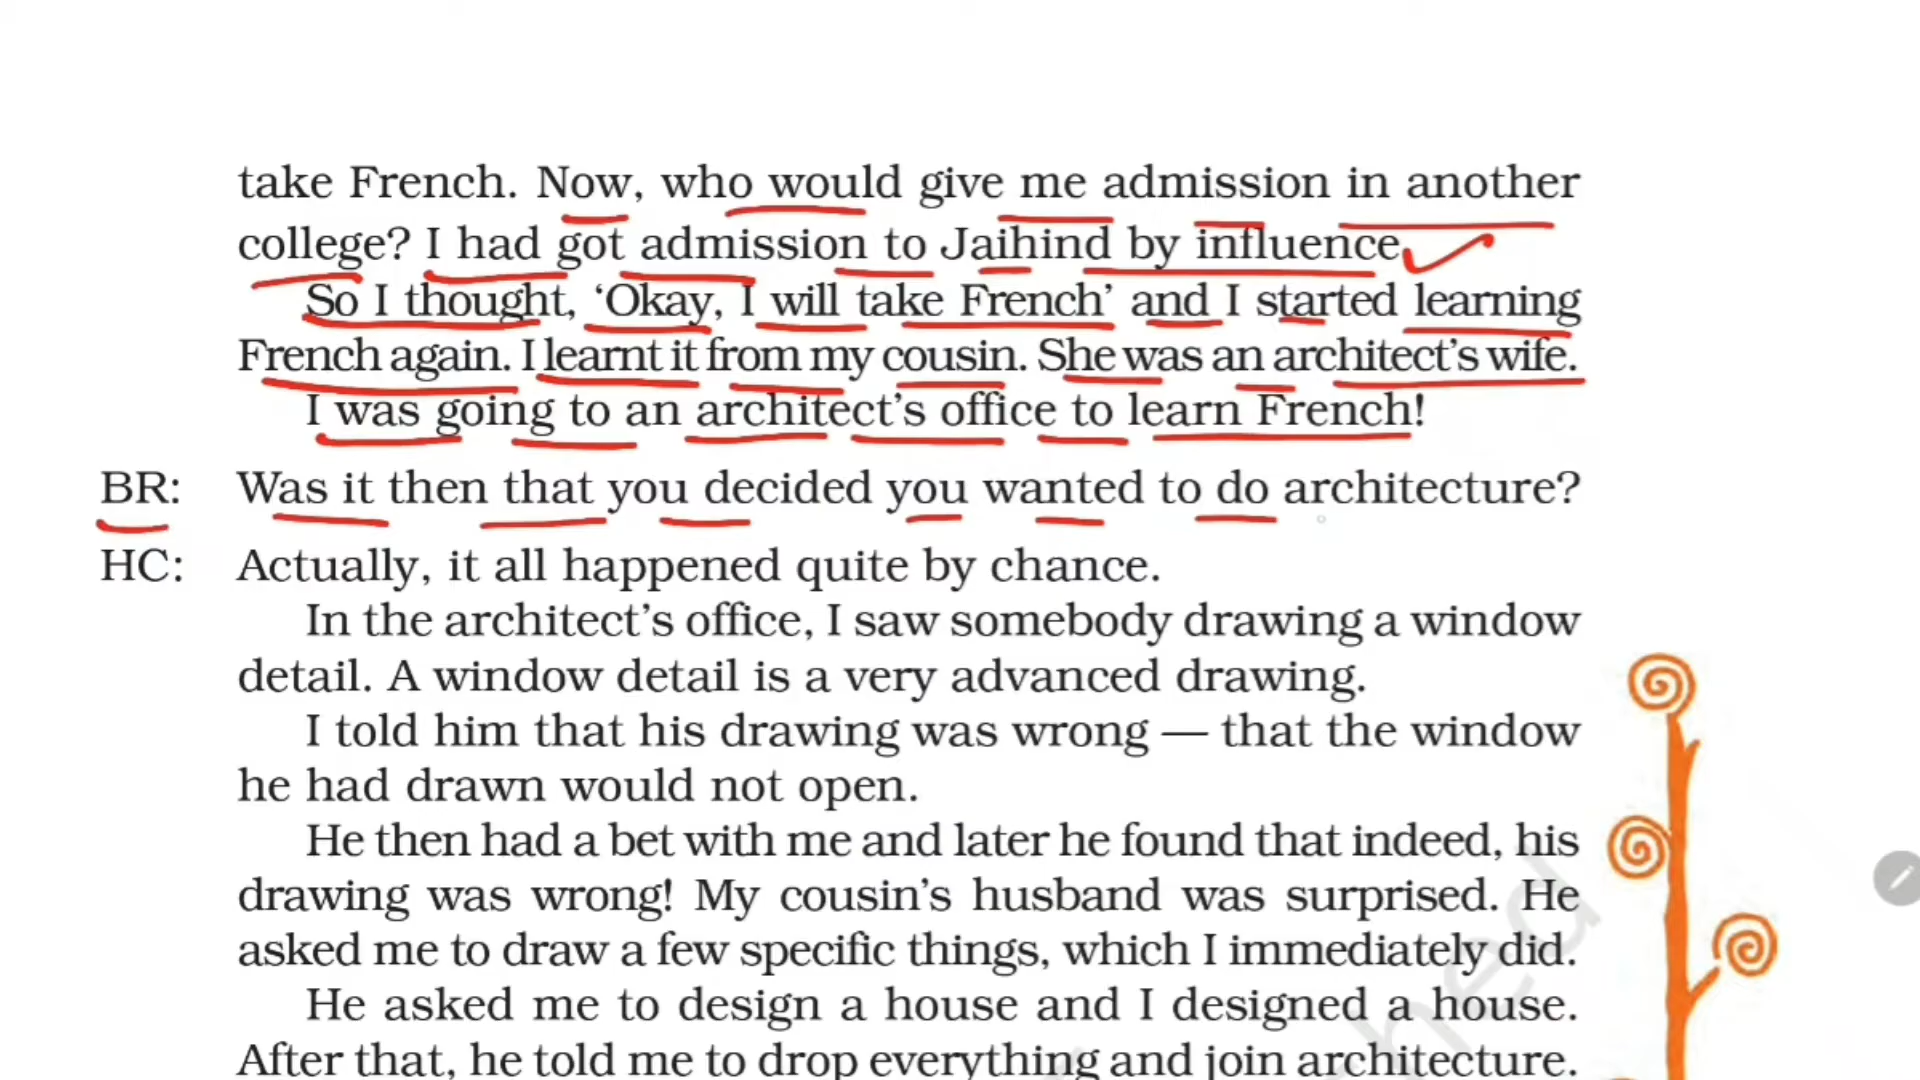 take French. Now, who would give me admission in another
college? I had got admission to Jaihind by influence
So I thought, ‘Okay, I will take French’ and I started learning
French again. I learnt it from my cousin. She was an architect’s wife.
I was going to an architect’s office to learn French!
BR: Was it then that you decided you wanted to do architecture?
HC: Actually, it all happened quite by chance.
In the architect’s office, I saw somebody drawing a window
detail. A window detail is a very advanced drawing.
I told him that his drawing was wrong — that the window
he had drawn would not open.
He then had a bet with me and later he found that indeed, his
drawing was wrong! My cousin’s husband was surprised. He
asked me to draw a few specific things, which I immediately did.
He asked me to design a house and I designed a house.
After that, he told me to drop everything and join architecture.